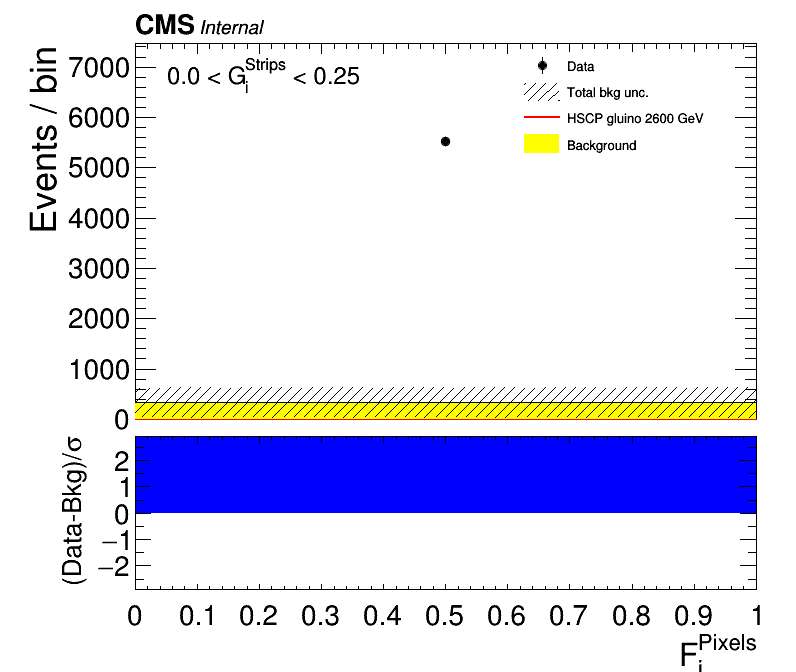 CMS Internal
Events / bin
7000
6000
5000
4000
3000
2000
1000
0
0.0 < G_i^Strips < 0.25
Data
Total bkg unc.
HSCP gluino 2600 GeV
Background
(Data-Bkg)/σ
2
1
0
−1
−2
0 0.1 0.2 0.3 0.4 0.5 0.6 0.7 0.8 0.9 1
F_i^Pixels